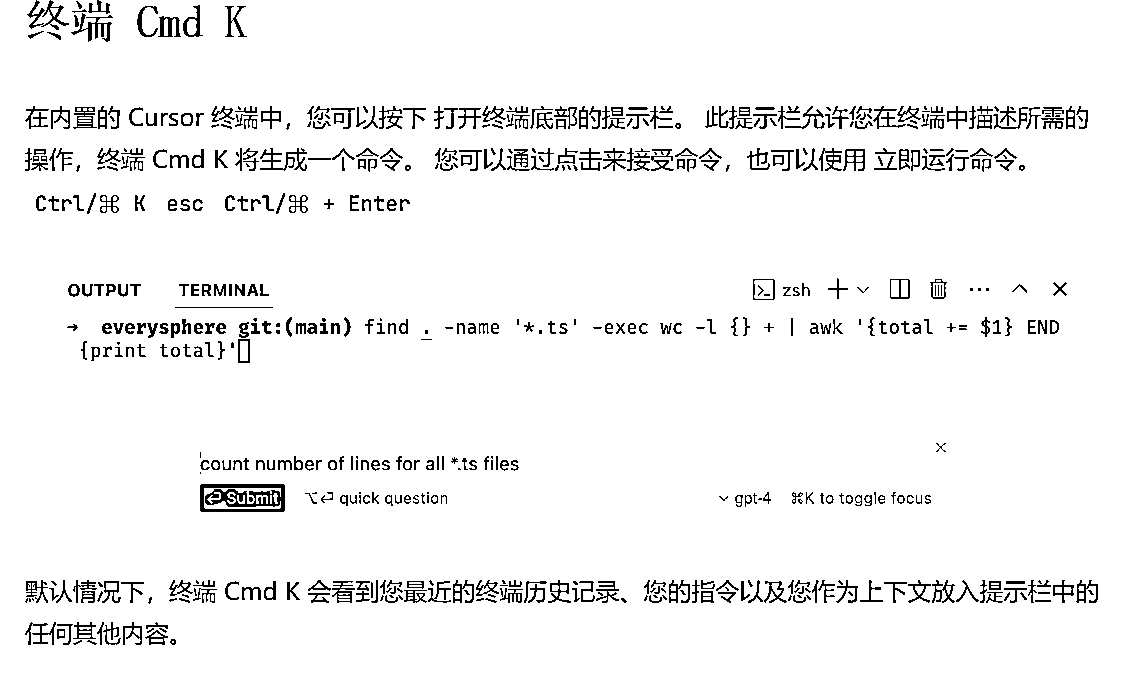 终端 Cmd K
在内置的 Cursor 终端中，您可以按下 打开终端底部的提示栏。 此提示栏允许您在终端中描述所需的
操作，终端 Cmd K 将生成一个命令。 您可以通过点击来接受命令，也可以使用 立即运行命令。
Ctrl/⌘ K esc Ctrl/⌘ + Enter
OUTPUT TERMINAL zsh
→ everysphere git:(main) find . -name '*.ts' -exec wc -l {} + | awk '{total += $1} END
{print total}'
count number of lines for all *.ts files
⏎ Submit ⌥⏎ quick question gpt-4 ⌘K to toggle focus
默认情况下，终端 Cmd K 会看到您最近的终端历史记录、您的指令以及您作为上下文放入提示栏中的
任何其他内容。